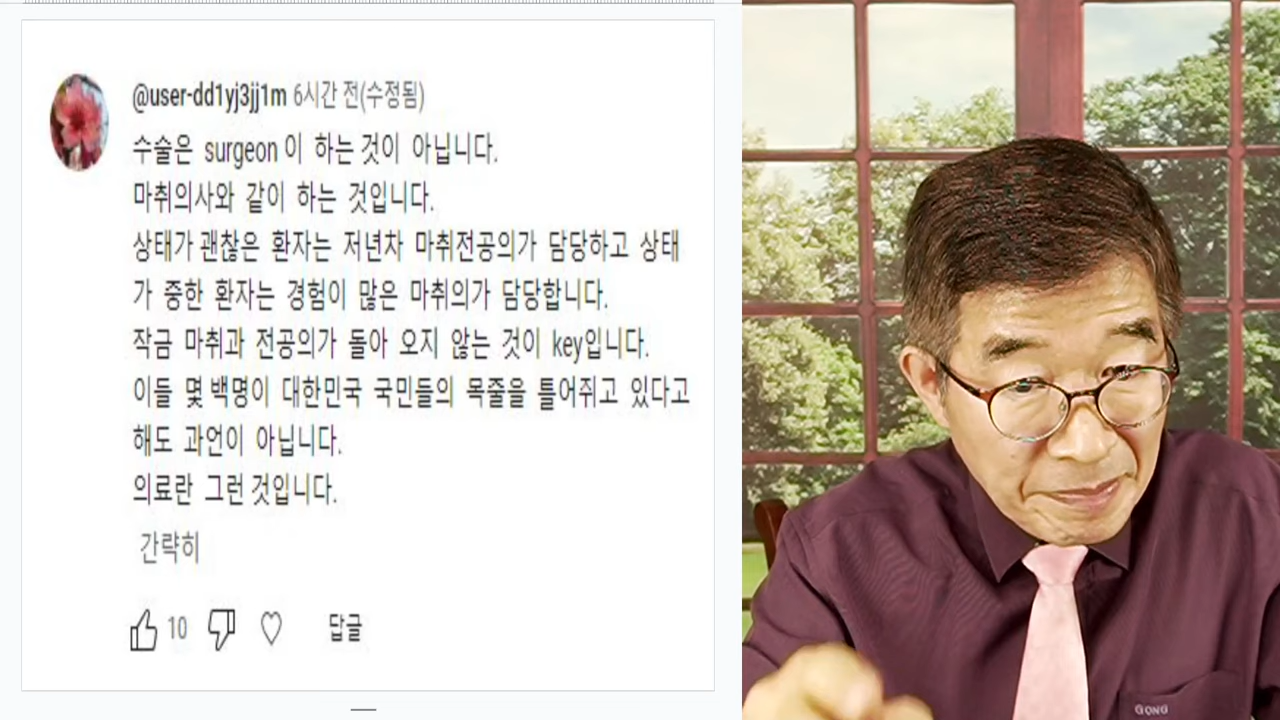 @user-dd1yj3jj1m 6시간 전(수정됨)
수술은 surgeon 이 하는 것이 아닙니다.
마취의사와 같이 하는 것입니다.
상태가 괜찮은 환자는 저년차 마취전공의가 담당하고 상태
가 중한 환자는 경험이 많은 마취의가 담당합니다.
작금 마취과 전공의가 돌아 오지 않는 것이 key입니다.
이들 몇 백명이 대한민국 국민들의 목줄을 틀어쥐고 있다고
해도 과언이 아닙니다.
의료란 그런 것입니다.
간략히
10 답글
GONG